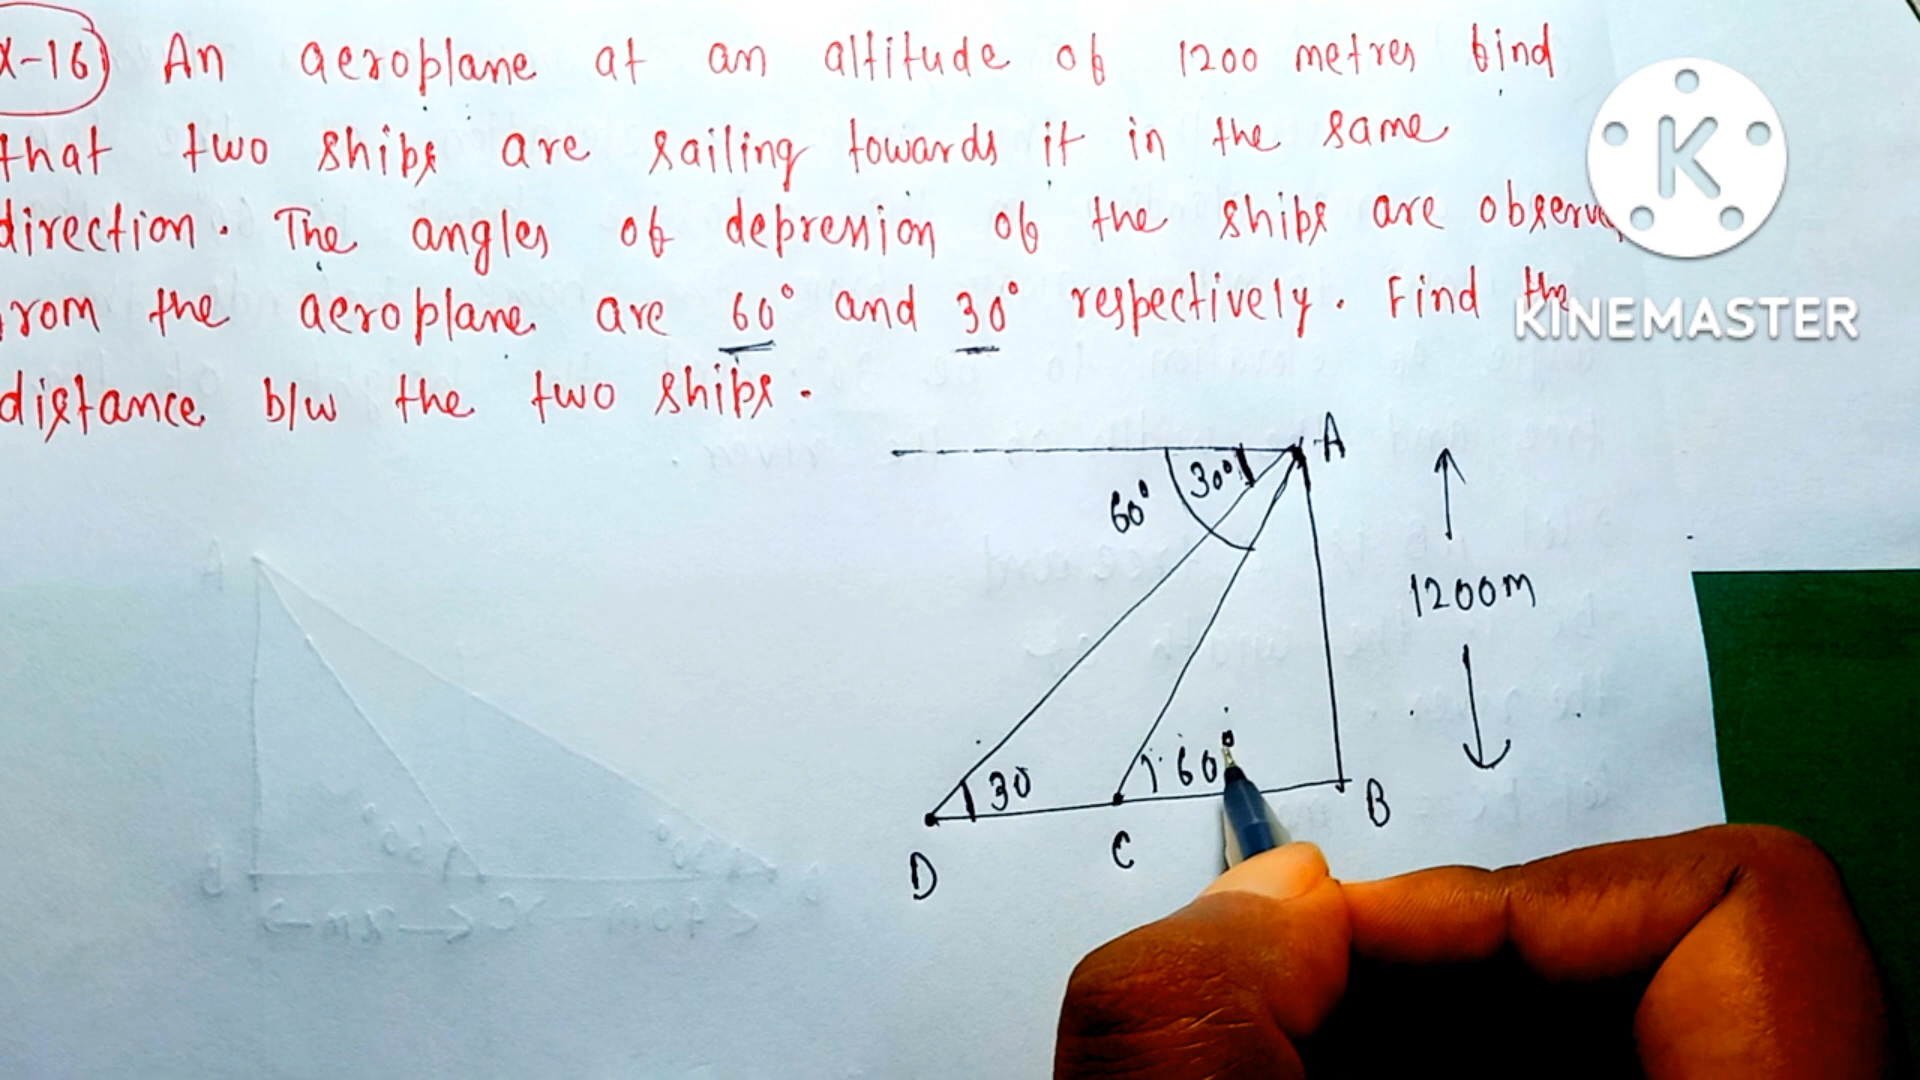 x-16) An aeroplane at an altitude of 1200 metres find
that two ships are sailing towards it in the same
direction. The angles of depression of the ships are observe
rom the aeroplane are 60° and 30° respectively. Find the
distance b/w the two ships.
K
KINEMASTER
A
30°
60°
1200m
30
60°
B
C
D